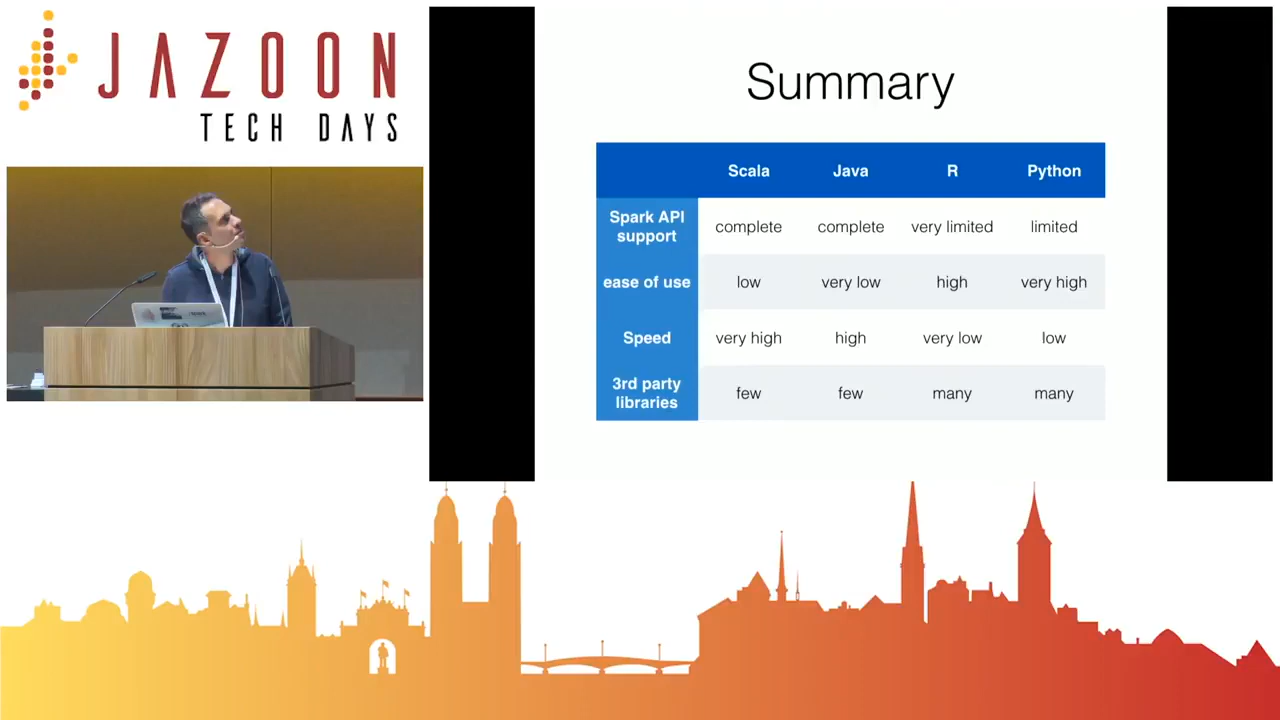 JAZOON
TECH DAYS
Summary
Scala Java R Python
Spark API support complete complete very limited limited
ease of use low very low high very high
Speed very high high very low low
3rd party libraries few few many many